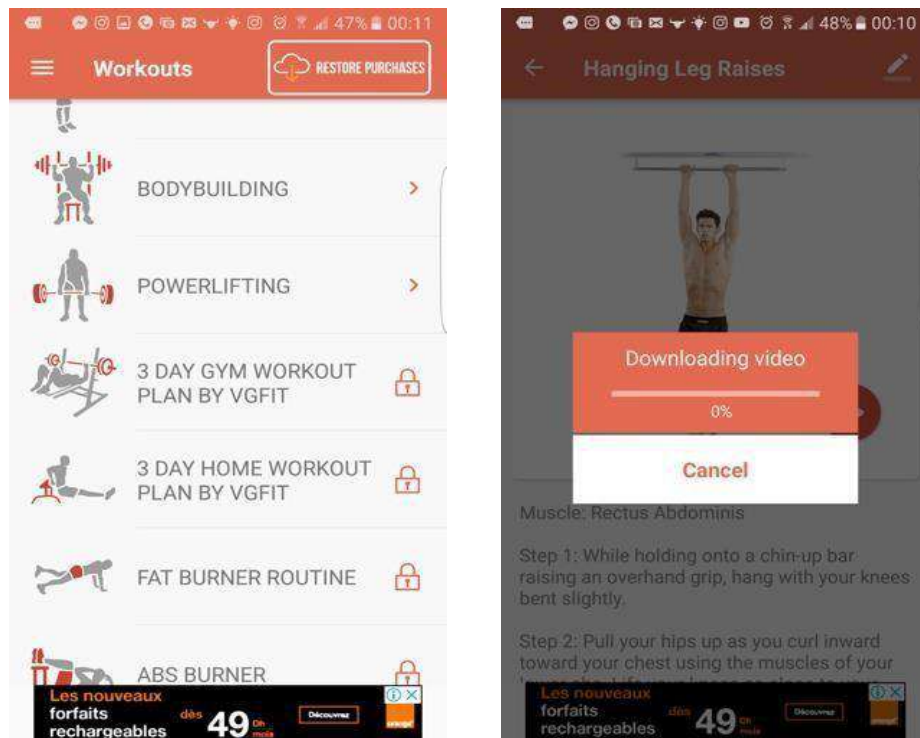 47% 00:11
Workouts
RESTORE PURCHASES
BODYBUILDING
POWERLIFTING
3 DAY GYM WORKOUT
PLAN BY VGFIT
3 DAY HOME WORKOUT
PLAN BY VGFIT
FAT BURNER ROUTINE
ABS BURNER
Les nouveaux
forfaits
rechargeables
dès
49 Dh
mois
Découvrez
48% 00:10
Hanging Leg Raises
Downloading video
0%
Cancel
Muscle: Rectus Abdominis
Step 1: While holding onto a chin-up bar
raising an overhand grip, hang with your knees
bent slightly.
Step 2: Pull your hips up as you curl inward
toward your chest using the muscles of your
Les nouveaux
forfaits
rechargeables
dès
49 Dh
mois
Découvrez